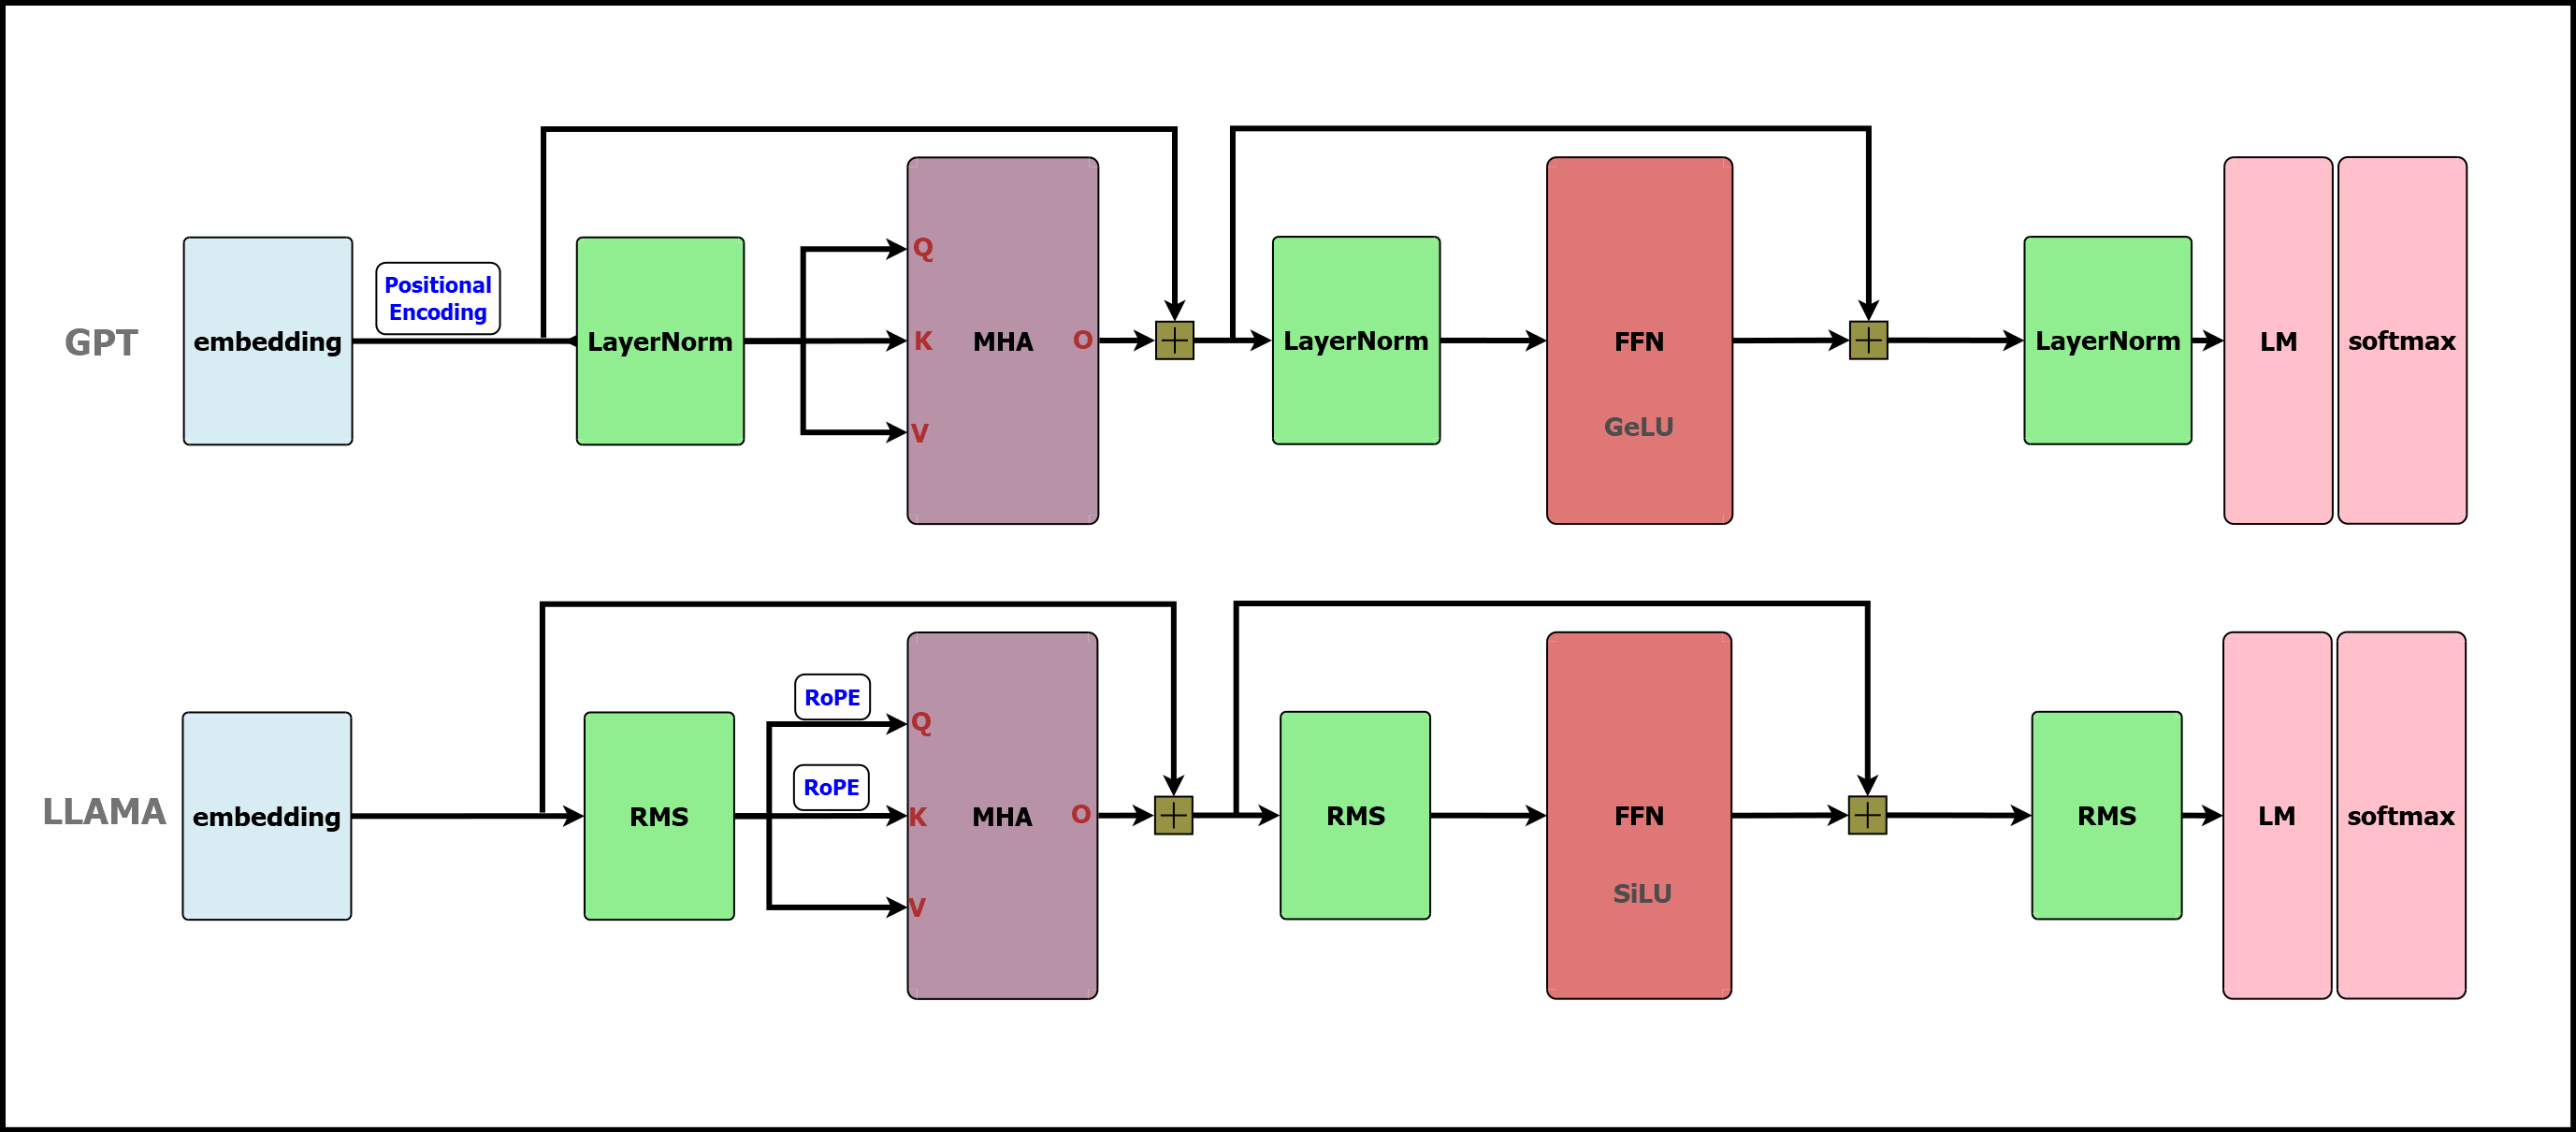 GPT
embedding
Positional
Encoding
LayerNorm
Q
K
V
MHA
O
LayerNorm
FFN
GeLU
LayerNorm
LM
softmax
LLAMA
embedding
RMS
RoPE
RoPE
Q
K
V
MHA
O
RMS
FFN
SiLU
RMS
LM
softmax